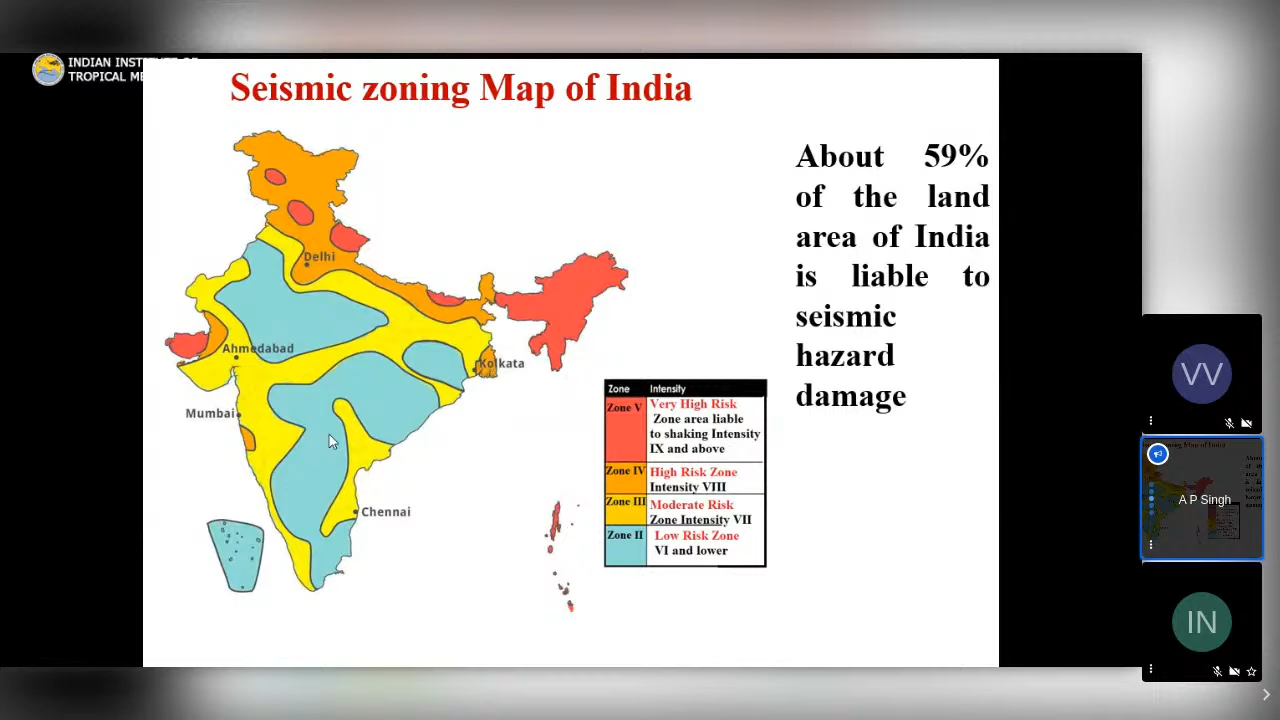 INDIAN INSTITUTE OF
TROPICAL ME
Seismic zoning Map of India
About 59%
of the land
area of India
is liable to
seismic
hazard
damage
Delhi
Ahmedabad
Kolkata
Mumbai
Chennai
Zone Intensity
Zone V Very High Risk
Zone area liable
to shaking Intensity
IX and above
Zone IV High Risk Zone
Intensity VIII
Zone III Moderate Risk
Zone Intensity VII
Zone II Low Risk Zone
VI and lower
VV
A P Singh
IN